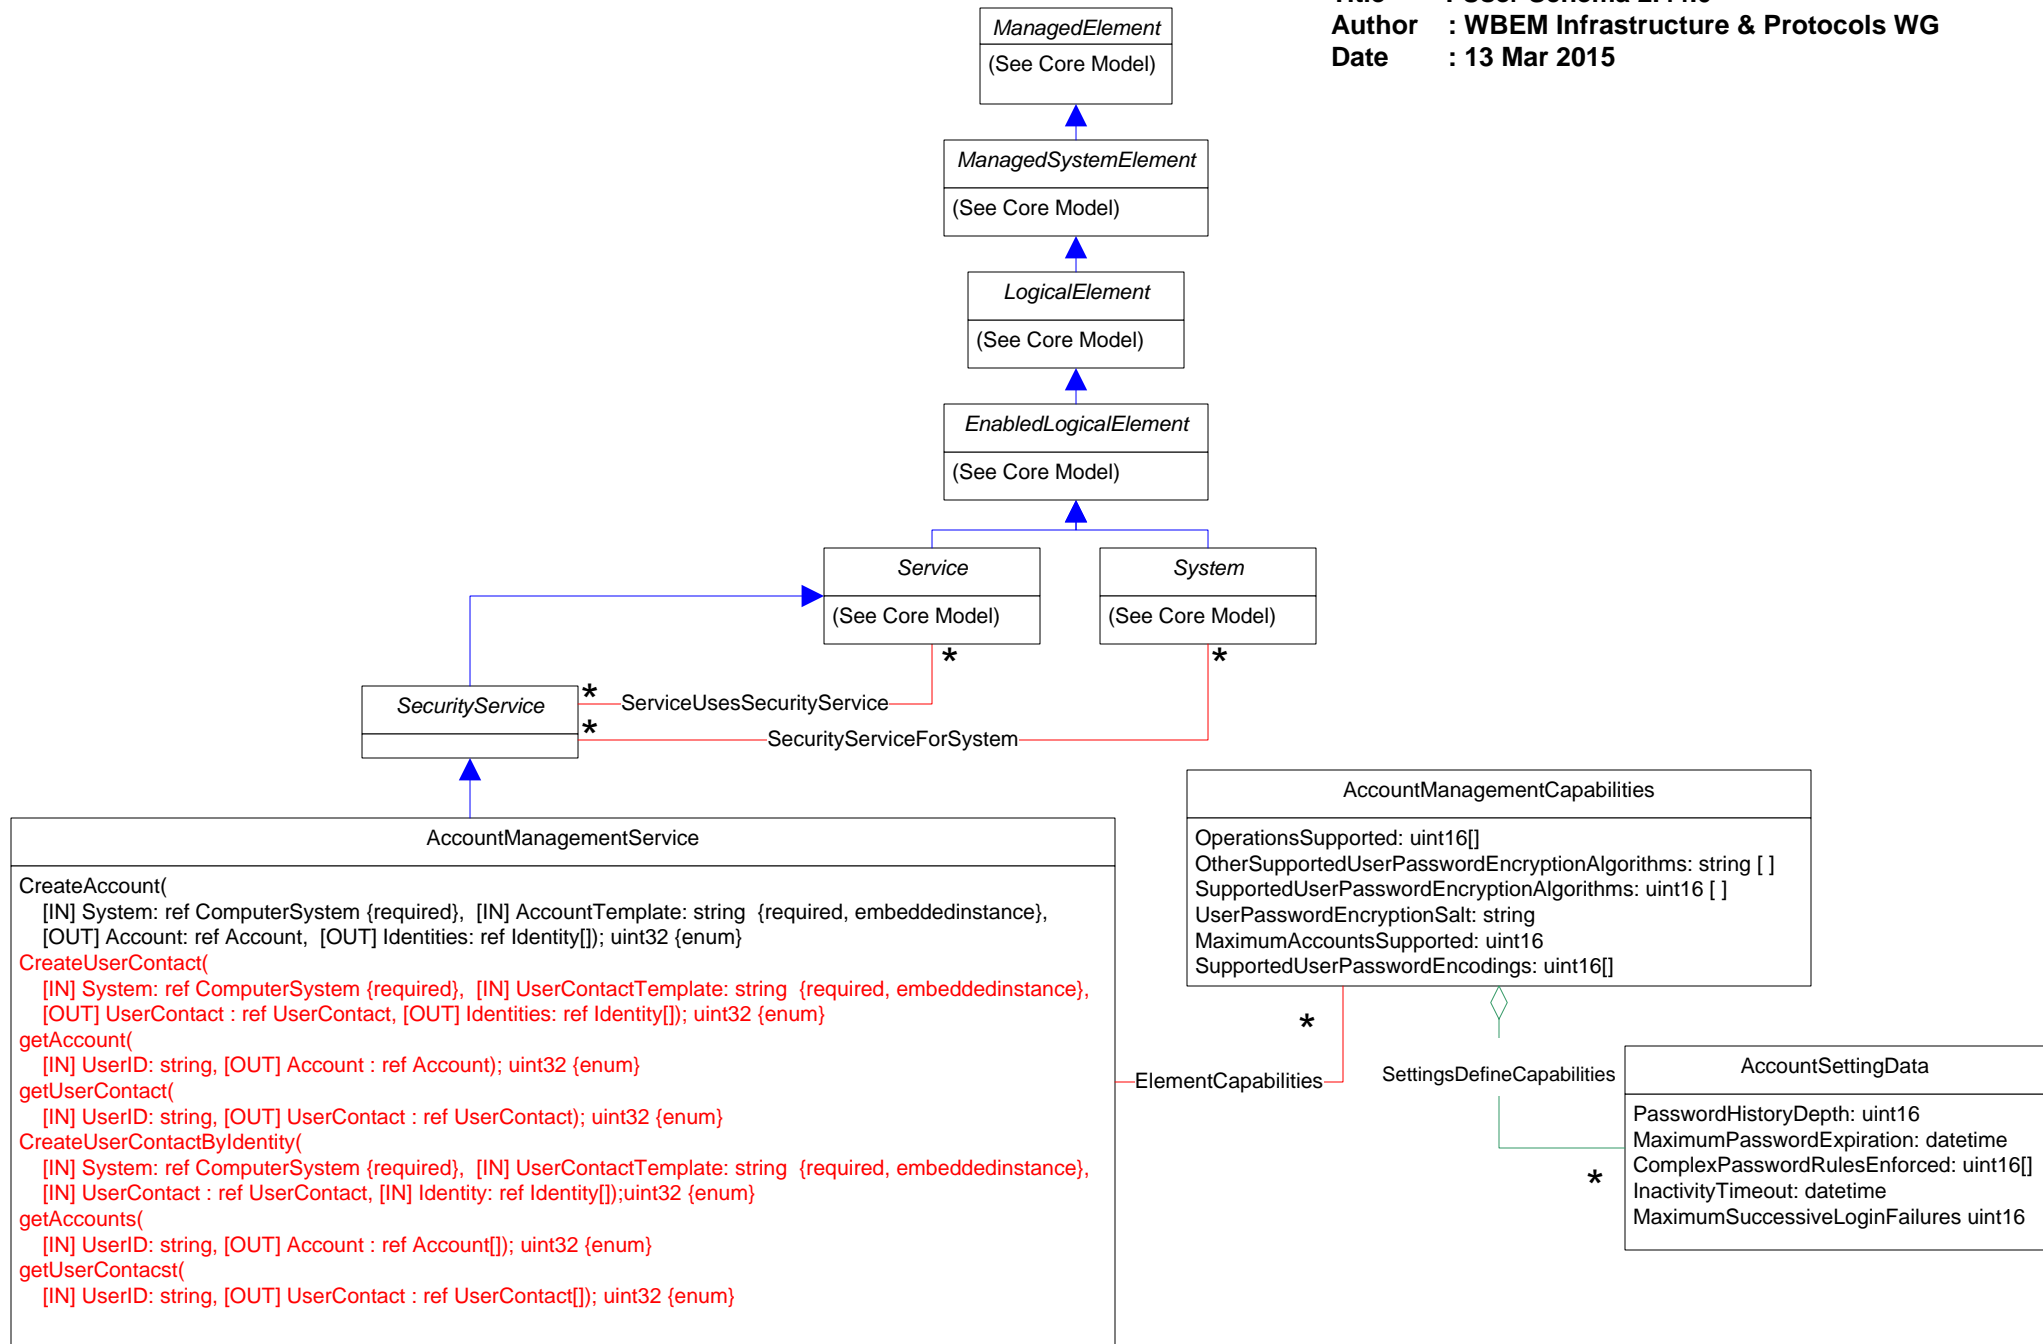 Author : WBEM Infrastructure & Protocols WG
Date : 13 Mar 2015
ManagedElement
(See Core Model)
ManagedSystemElement
(See Core Model)
LogicalElement
(See Core Model)
EnabledLogicalElement
(See Core Model)
Service
(See Core Model)
System
(See Core Model)
*
*
SecurityService
*
ServiceUsesSecurityService
*
SecurityServiceForSystem
AccountManagementService
CreateAccount(
[IN] System: ref ComputerSystem {required}, [IN] AccountTemplate: string {required, embeddedinstance},
[OUT] Account: ref Account, [OUT] Identities: ref Identity[]); uint32 {enum}
CreateUserContact(
[IN] System: ref ComputerSystem {required}, [IN] UserContactTemplate: string {required, embeddedinstance},
[OUT] UserContact : ref UserContact, [OUT] Identities: ref Identity[]); uint32 {enum}
getAccount(
[IN] UserID: string, [OUT] Account : ref Account); uint32 {enum}
getUserContact(
[IN] UserID: string, [OUT] UserContact : ref UserContact); uint32 {enum}
CreateUserContactByIdentity(
[IN] System: ref ComputerSystem {required}, [IN] UserContactTemplate: string {required, embeddedinstance},
[IN] UserContact : ref UserContact, [IN] Identity: ref Identity[]);uint32 {enum}
getAccounts(
[IN] UserID: string, [OUT] Account : ref Account[]); uint32 {enum}
getUserContacst(
[IN] UserID: string, [OUT] UserContact : ref UserContact[]); uint32 {enum}
AccountManagementCapabilities
OperationsSupported: uint16[]
OtherSupportedUserPasswordEncryptionAlgorithms: string [ ]
SupportedUserPasswordEncryptionAlgorithms: uint16 [ ]
UserPasswordEncryptionSalt: string
MaximumAccountsSupported: uint16
SupportedUserPasswordEncodings: uint16[]
*
ElementCapabilities
SettingsDefineCapabilities
*
AccountSettingData
PasswordHistoryDepth: uint16
MaximumPasswordExpiration: datetime
ComplexPasswordRulesEnforced: uint16[]
InactivityTimeout: datetime
MaximumSuccessiveLoginFailures uint16